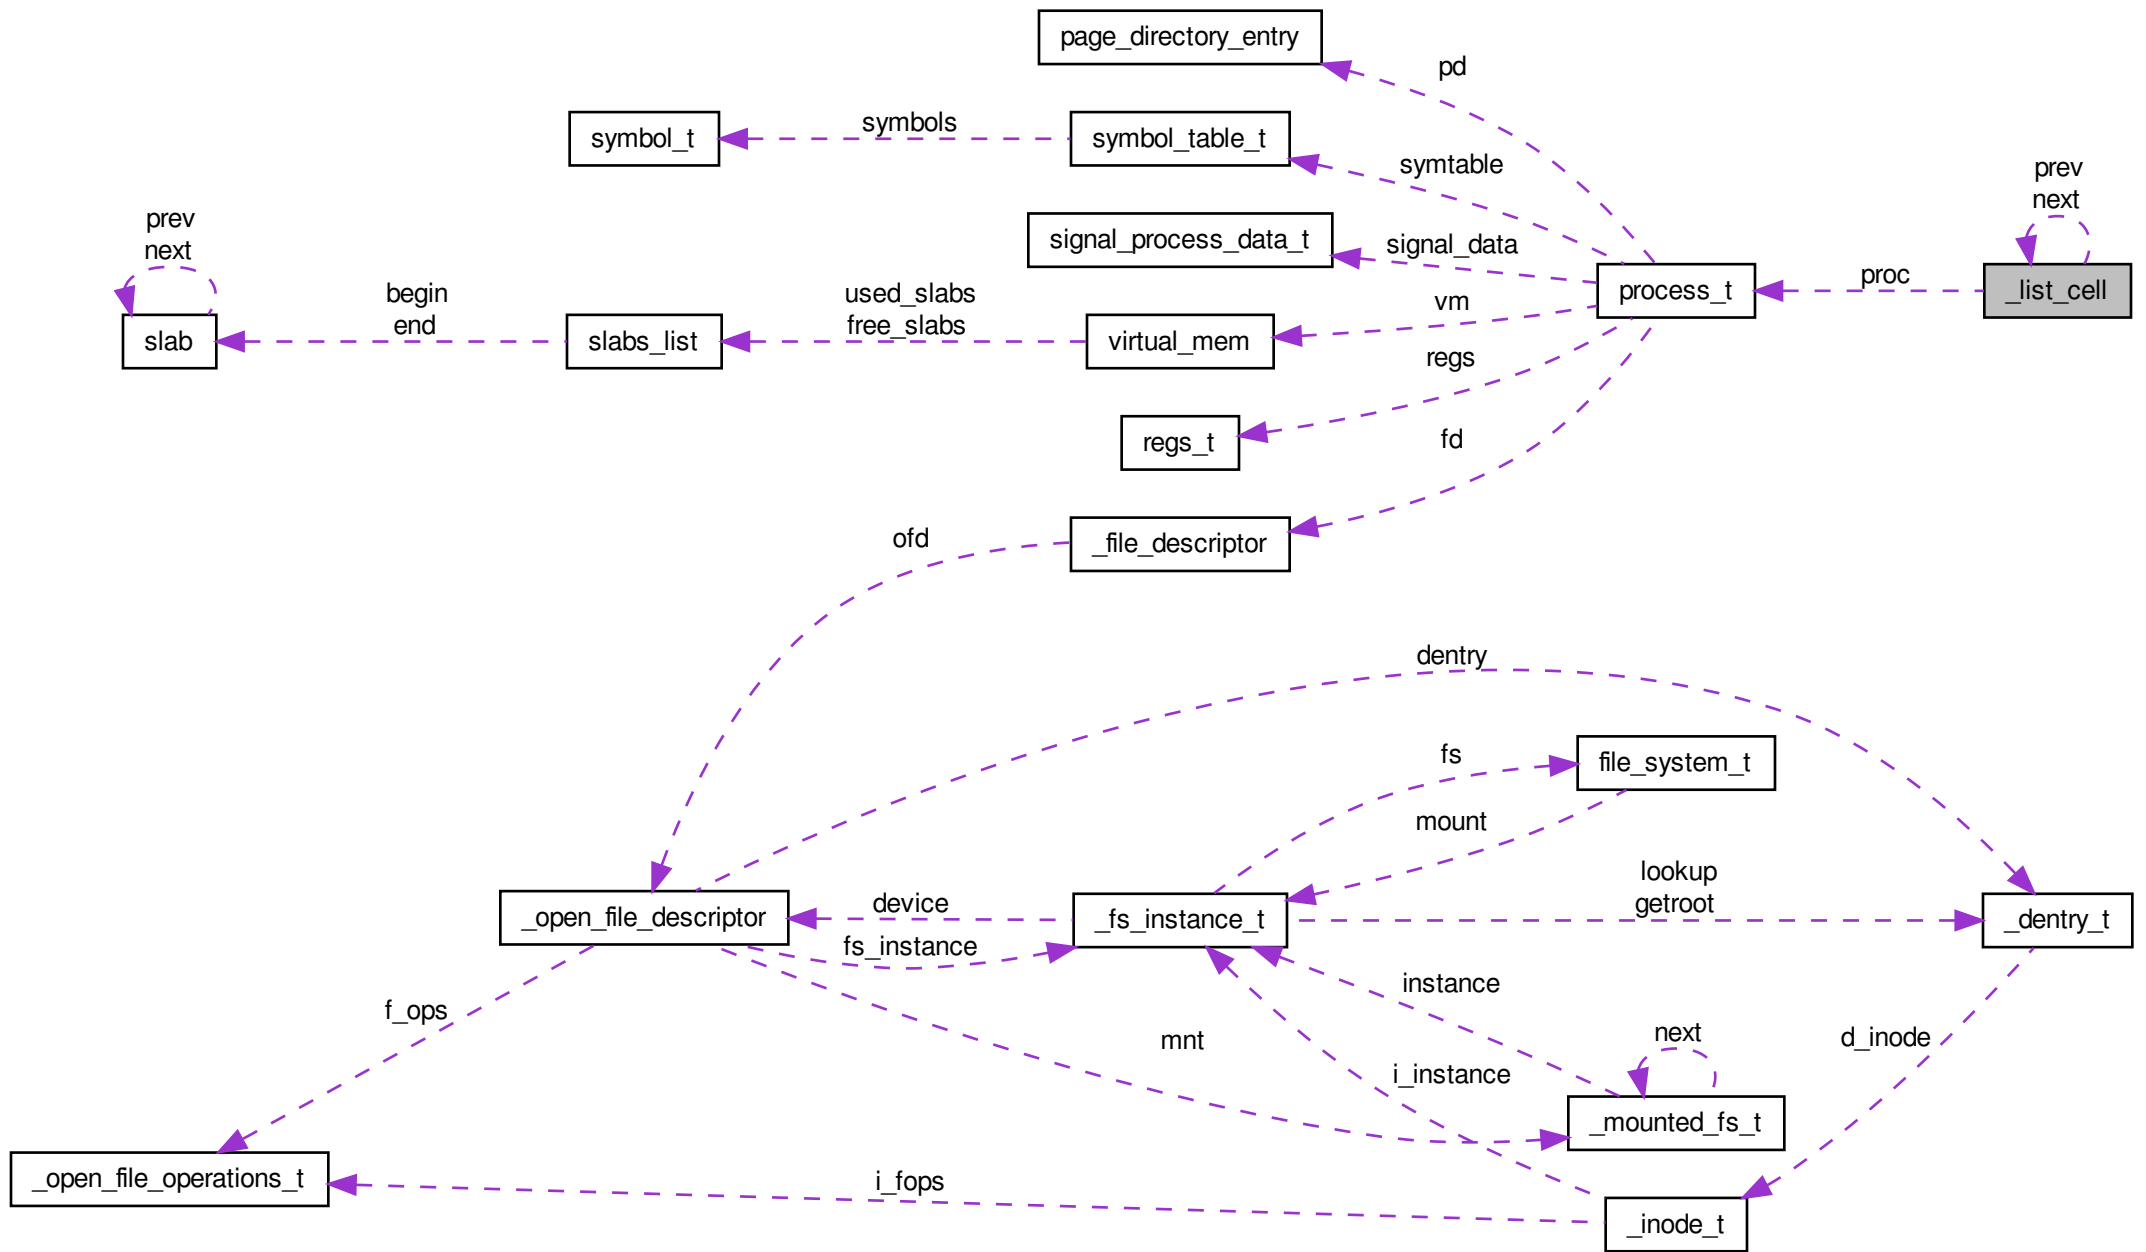 page_directory_entry
pd
symbol_t
symbols
symbol_table_t
symtable
prev
next
prev
next
signal_process_data_t
signal_data
process_t
proc
_list_cell
begin
end
used_slabs
free_slabs
vm
slab
slabs_list
virtual_mem
regs
regs_t
fd
ofd
_file_descriptor
dentry
fs
file_system_t
mount
lookup
getroot
device
_open_file_descriptor
_fs_instance_t
_dentry_t
fs_instance
instance
f_ops
mnt
next
d_inode
i_instance
_mounted_fs_t
_open_file_operations_t
i_fops
_inode_t